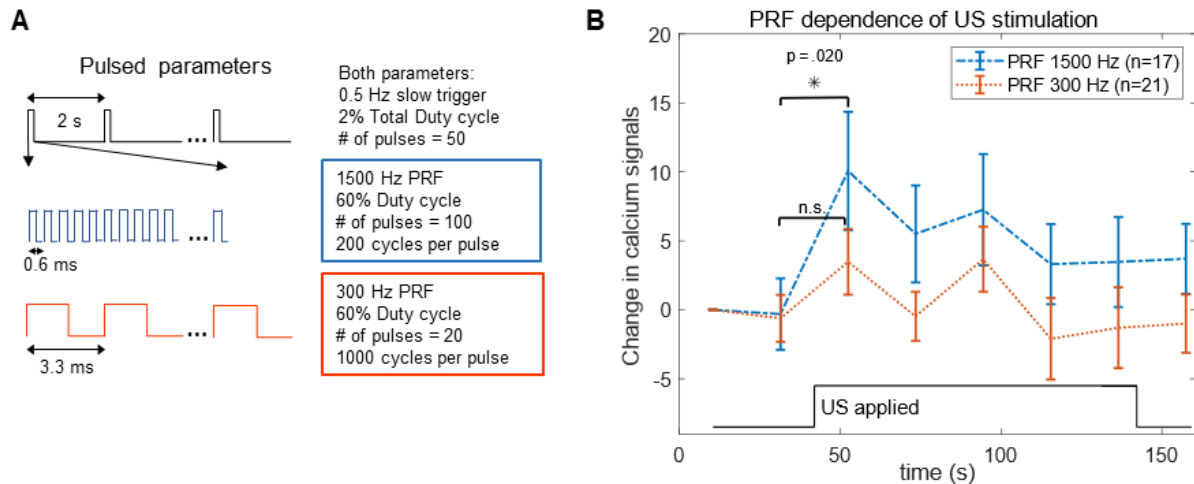 A
Pulsed parameters
2 s
...
0.6 ms
...
3.3 ms
...
Both parameters:
0.5 Hz slow trigger
2% Total Duty cycle
# of pulses = 50
1500 Hz PRF
60% Duty cycle
# of pulses = 100
200 cycles per pulse
300 Hz PRF
60% Duty cycle
# of pulses = 20
1000 cycles per pulse
B
PRF dependence of US stimulation
PRF 1500 Hz (n=17)
PRF 300 Hz (n=21)
p = .020
*
n.s.
US applied
Change in calcium signals
20
15
10
5
0
-5
0
50
100
150
time (s)